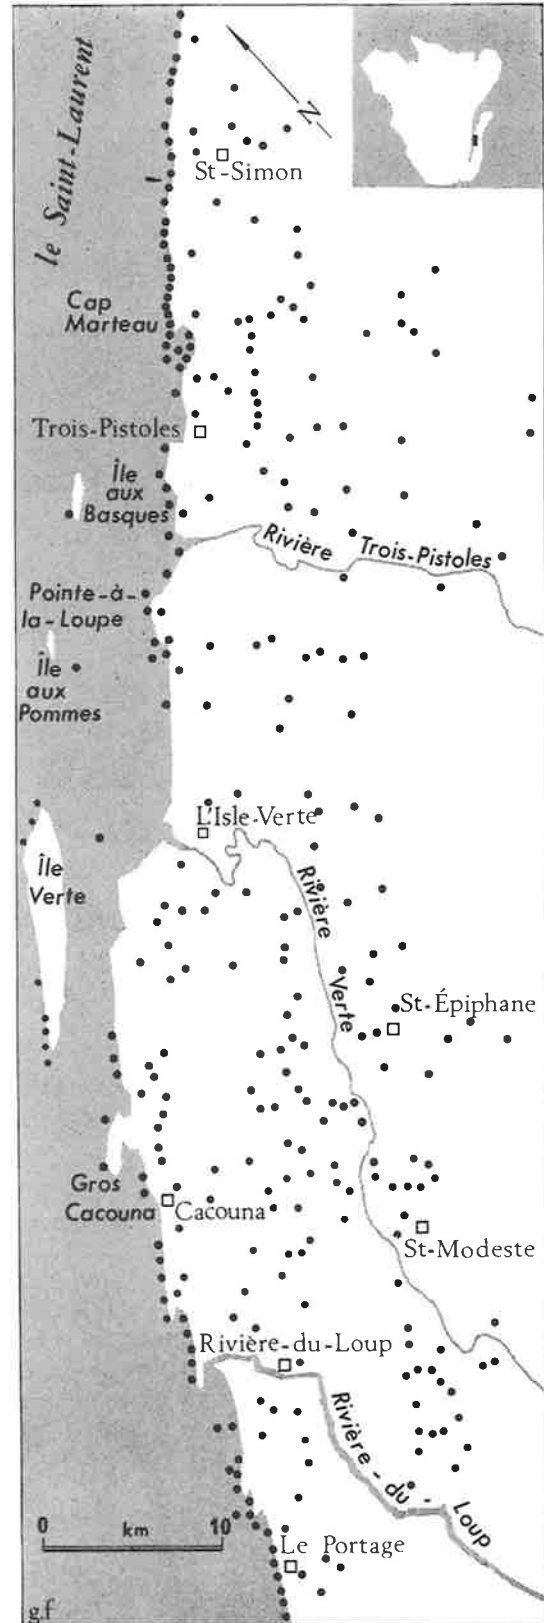 le Saint-Laurent
N
St-Simon
Cap
Marteau
Trois-Pistoles
Île
aux
Basques
Rivière Trois-Pistoles
Pointe-à-
la-Loupe
Île
aux
Pommes
L'Isle-Verte
Île
Verte
Rivière Verte
St-Épiphane
Gros
Cacouna
Cacouna
St-Modeste
Rivière-du-Loup
Rivière-du-Loup
0 km 10
Le Portage
g.f